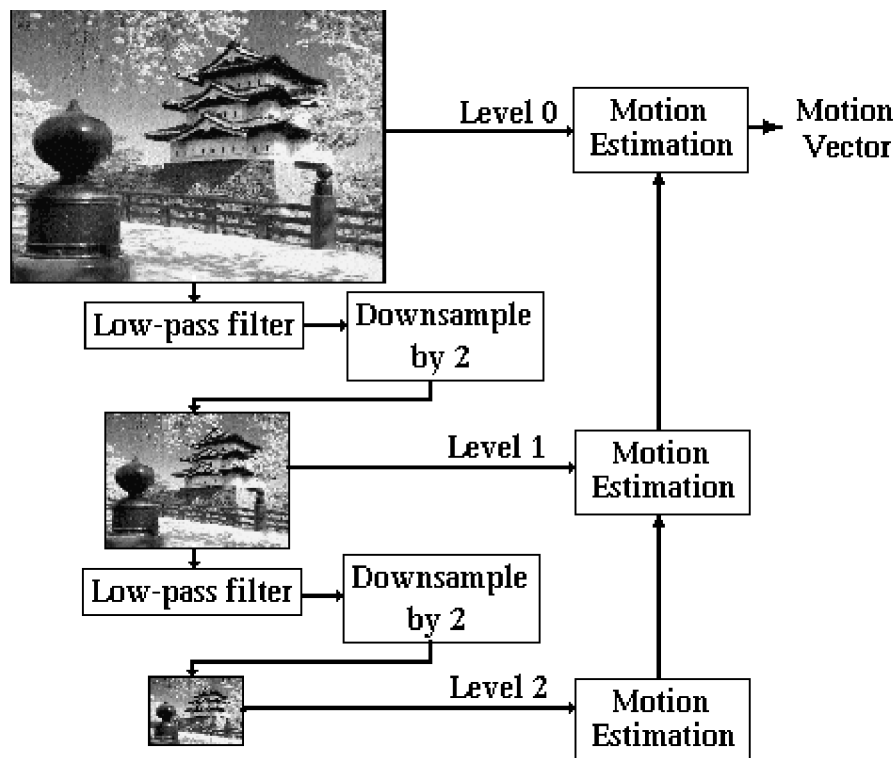 Level 0
Motion
Estimation
Motion
Vector
Low-pass filter
Downsample
by 2
Level 1
Motion
Estimation
Low-pass filter
Downsample
by 2
Level 2
Motion
Estimation